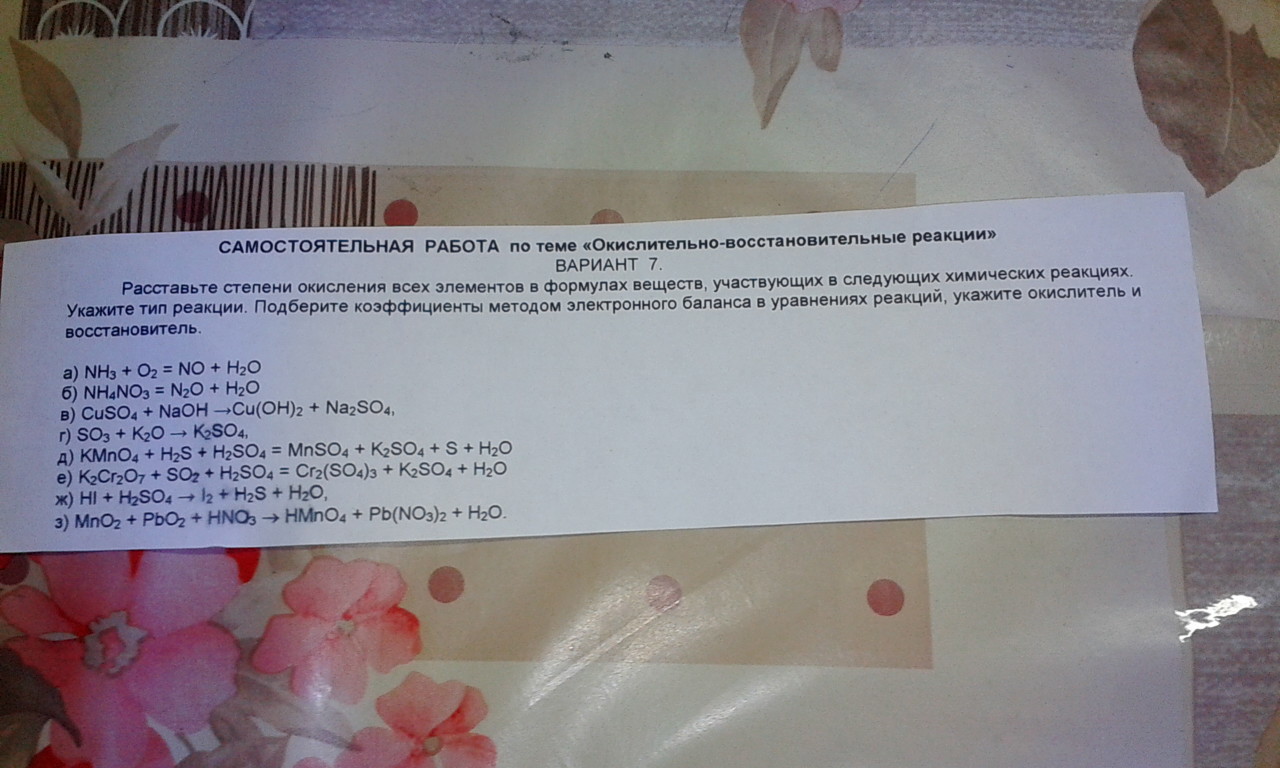 САМОСТОЯТЕЛЬНАЯ РАБОТА по теме «Окислительно-восстановительные реакции»
ВАРИАНТ 7.
Расставьте степени окисления всех элементов в формулах веществ, участвующих в следующих химических реакциях.
Укажите тип реакции. Подберите коэффициенты методом электронного баланса в уравнениях реакций, укажите окислитель и
восстановитель.
а) NH₃ + O₂ = NO + H₂O
б) NH₄NO₃ = N₂O + H₂O
в) CuSO₄ + NaOH →Cu(OH)₂ + Na₂SO₄,
г) SO₃ + K₂O → K₂SO₄,
д) KMnO₄ + H₂S + H₂SO₄ = MnSO₄ + K₂SO₄ + S + H₂O
е) K₂Cr₂O₇ + SO₂ + H₂SO₄ = Cr₂(SO₄)₃ + K₂SO₄ + H₂O
ж) HI + H₂SO₄ → I₂ + H₂S + H₂O,
з) MnO₂ + PbO₂ + HNO₃ → HMnO₄ + Pb(NO₃)₂ + H₂O.